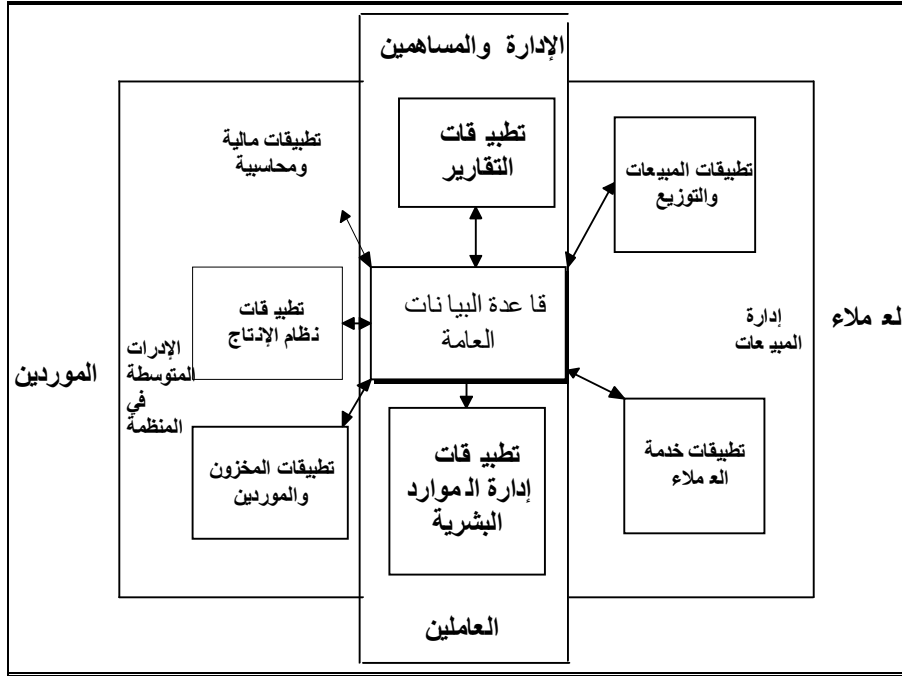 الإدارة والمساهمين
تطبيقات
التقارير
تطبيقات المبيعات
والتوزيع
تطبيقات مالية
ومحاسبية
قاعدة البيانات
العامة
تطبيقات
نظام الإنتاج
العملاء
إدارة
المبيعات
الإدرات
المتوسطة
في
المنظمة
الموردين
تطبيقات خدمة
العملاء
تطبيقات
إدارة الموارد
البشرية
تطبيقات المخزون
والموردين
العاملين